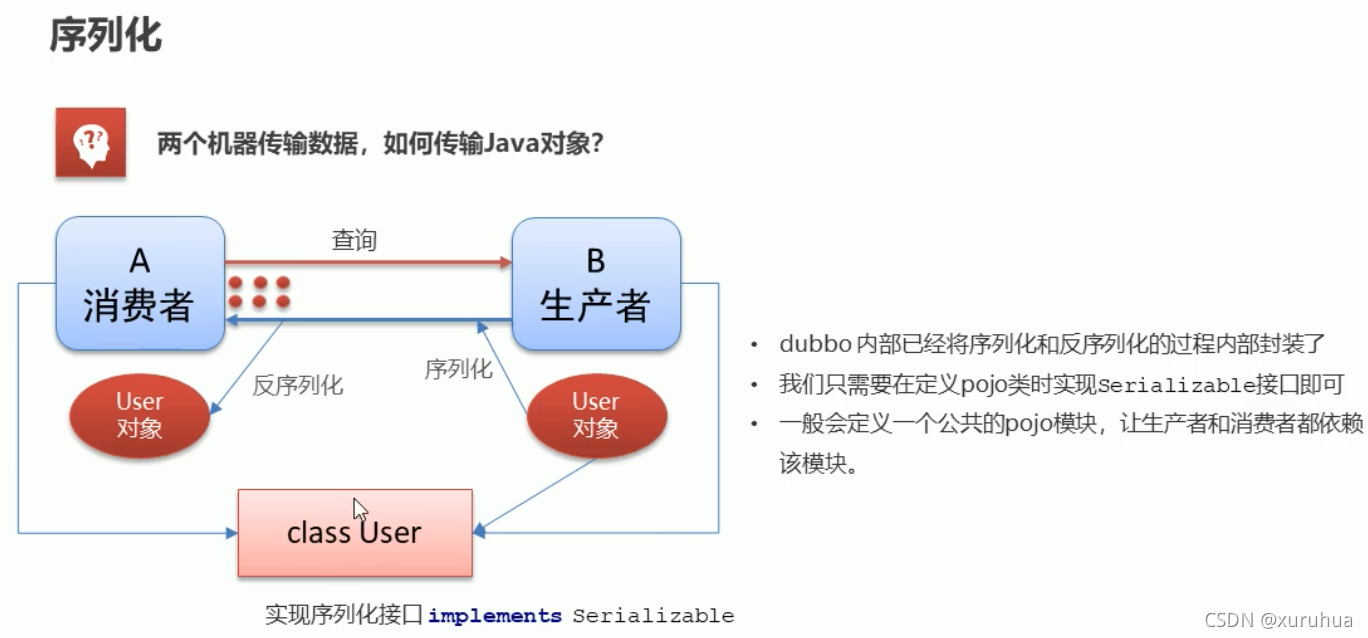 序列化
两个机器传输数据，如何传输Java对象？
查询
A
消费者
B
生产者
反序列化
序列化
User
对象
User
对象
class User
实现序列化接口 implements Serializable
• dubbo 内部已经将序列化和反序列化的过程内部封装了
• 我们只需要在定义pojo类时实现Serializable接口即可
• 一般会定义一个公共的pojo模块，让生产者和消费者都依赖
该模块。
CSDN @xuruhua